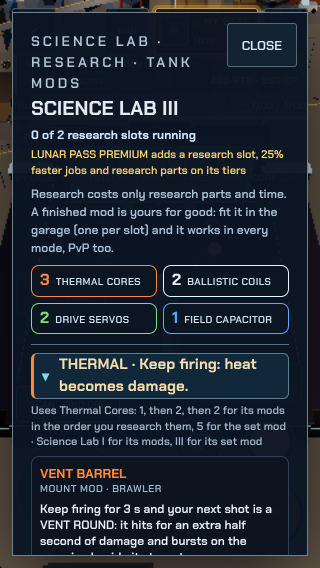 SCIENCE LAB ·
RESEARCH · TANK
MODS
CLOSE
SCIENCE LAB III
0 of 2 research slots running
LUNAR PASS PREMIUM adds a research slot, 25%
faster jobs and research parts on its tiers
Research costs only research parts and time.
A finished mod is yours for good: fit it in the
garage (one per slot) and it works in every
mode, PvP too.
3 THERMAL CORES
2 BALLISTIC COILS
2 DRIVE SERVOS
1 FIELD CAPACITOR
▼ THERMAL · Keep firing: heat
becomes damage.
Uses Thermal Cores: 1, then 2, then 2 for its mods
in the order you research them, 5 for the set mod
· Science Lab I for its mods, III for its set mod
VENT BARREL
MOUNT MOD · BRAWLER
Keep firing for 3 s and your next shot is a
VENT ROUND: it hits for an extra half
second of damage and bursts on the